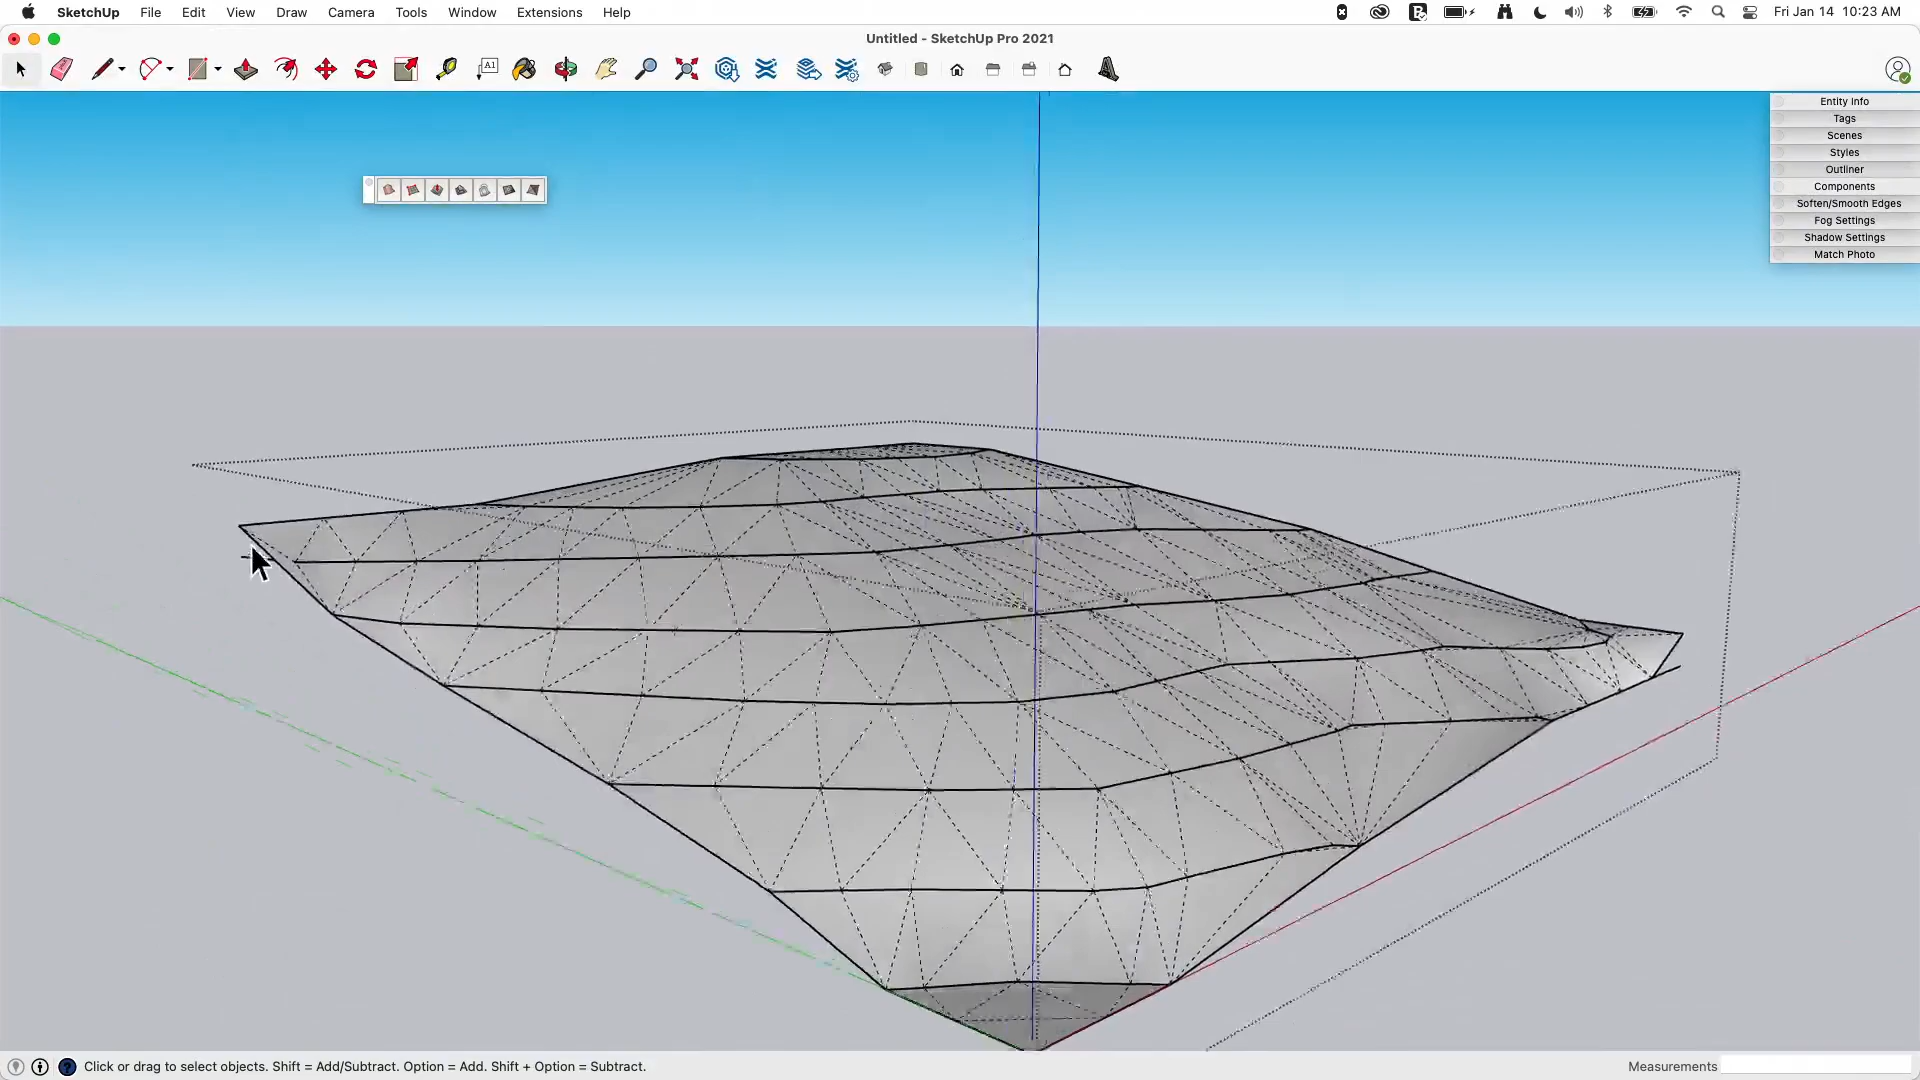 SketchUp File Edit View Draw Camera Tools Window Extensions Help Fri Jan 14 10:23 AM
Untitled - SketchUp Pro 2021
A1
Entity Info
Tags
Scenes
Styles
Outliner
Components
Soften/Smooth Edges
Fog Settings
Shadow Settings
Match Photo
Click or drag to select objects. Shift = Add/Subtract. Option = Add. Shift + Option = Subtract. Measurements